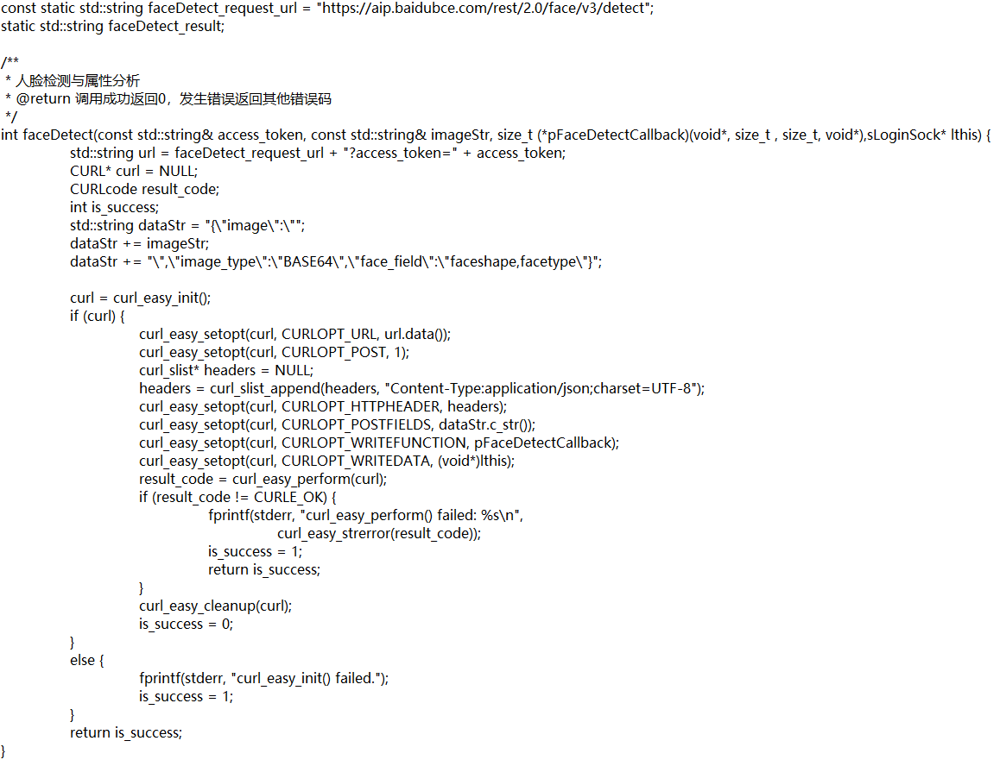 const static std::string faceDetect_request_url = "https://aip.baidubce.com/rest/2.0/face/v3/detect";
static std::string faceDetect_result;

/**
 * 人脸检测与属性分析
 * @return 调用成功返回0，发生错误返回其他错误码
 */
int faceDetect(const std::string& access_token, const std::string& imageStr, size_t (*pFaceDetectCallback)(void*, size_t , size_t, void*),sLoginSock* lthis) {
	std::string url = faceDetect_request_url + "?access_token=" + access_token;
	CURL* curl = NULL;
	CURLcode result_code;
	int is_success;
	std::string dataStr = "{\"image\":\"";
	dataStr += imageStr;
	dataStr += "\",\"image_type\":\"BASE64\",\"face_field\":\"faceshape,facetype\"}";

	curl = curl_easy_init();
	if (curl) {
		curl_easy_setopt(curl, CURLOPT_URL, url.data());
		curl_easy_setopt(curl, CURLOPT_POST, 1);
		curl_slist* headers = NULL;
		headers = curl_slist_append(headers, "Content-Type:application/json;charset=UTF-8");
		curl_easy_setopt(curl, CURLOPT_HTTPHEADER, headers);
		curl_easy_setopt(curl, CURLOPT_POSTFIELDS, dataStr.c_str());
		curl_easy_setopt(curl, CURLOPT_WRITEFUNCTION, pFaceDetectCallback);
		curl_easy_setopt(curl, CURLOPT_WRITEDATA, (void*)lthis);
		result_code = curl_easy_perform(curl);
		if (result_code != CURLE_OK) {
			fprintf(stderr, "curl_easy_perform() failed: %s\n",
				curl_easy_strerror(result_code));
			is_success = 1;
			return is_success;
		}
		curl_easy_cleanup(curl);
		is_success = 0;
	}
	else {
		fprintf(stderr, "curl_easy_init() failed.");
		is_success = 1;
	}
	return is_success;
}